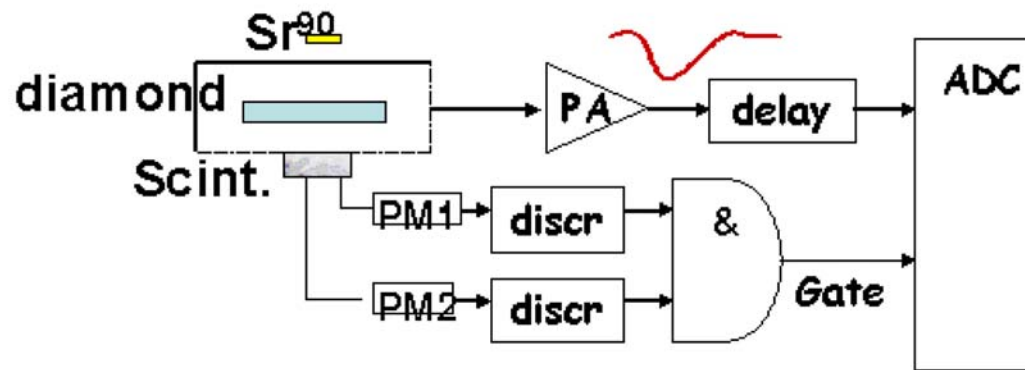 Sr90
diamond
Scint.
PA
delay
ADC
PM1
discr
&
PM2
discr
Gate